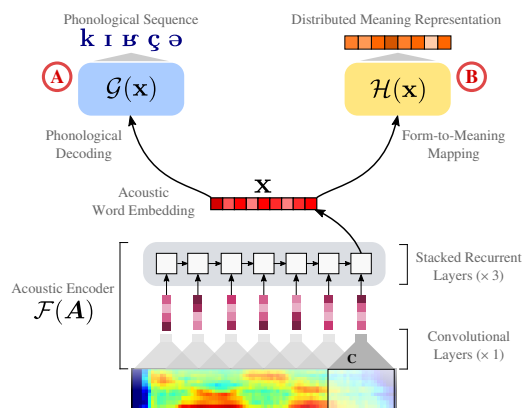 Phonological Sequence
k ɪ ʁ ç ə
A
G(x)
Phonological
Decoding
Distributed Meaning Representation
B
H(x)
Form-to-Meaning
Mapping
x
Acoustic
Word Embedding
Acoustic Encoder
F(A)
Stacked Recurrent
Layers (× 3)
Convolutional
Layers (× 1)
C